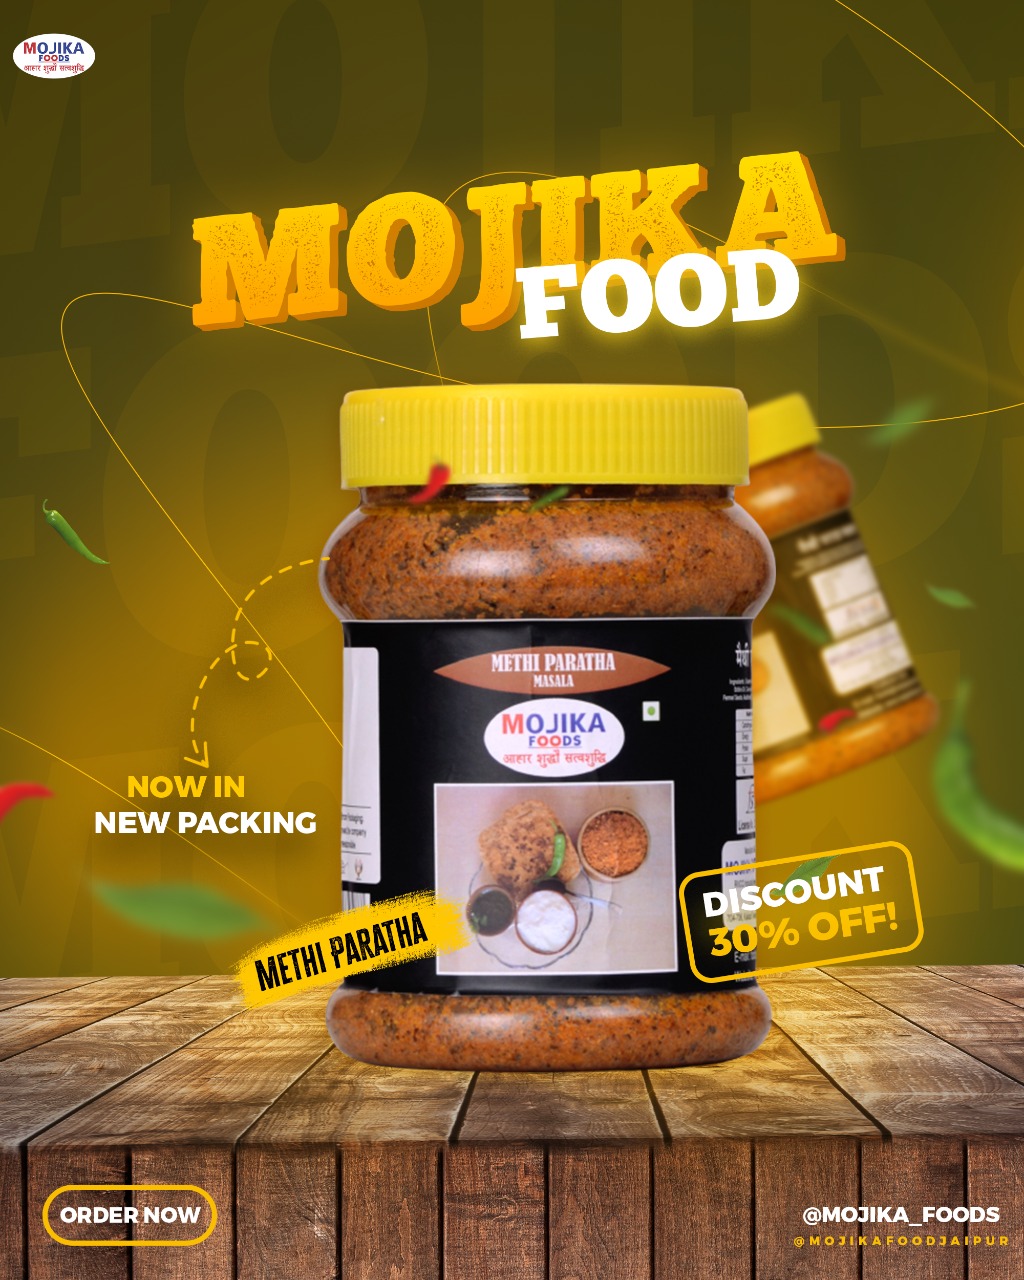 MOJIKA
FOODS
आहार शुद्धौ सत्वशुद्धि
MOJIKA
FOOD
METHI PARATHA
MASALA
MOJIKA
FOODS
आहार शुद्धौ सत्वशुद्धि
NOW IN
NEW PACKING
DISCOUNT
30% OFF!
METHI PARATHA
ORDER NOW
@MOJIKA_FOODS
@MOJIKAFOODJAIPUR